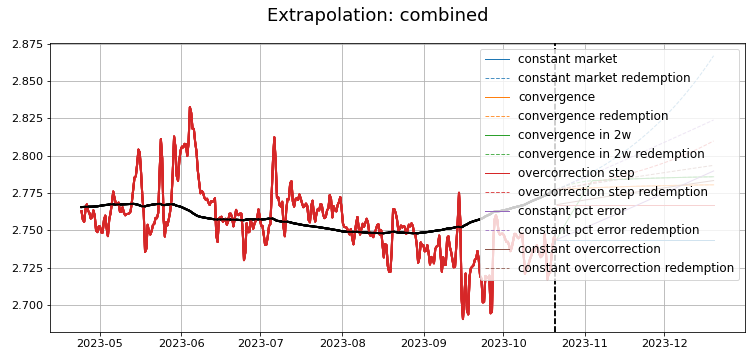 Extrapolation: combined
2.875
2.850
2.825
2.800
2.775
2.750
2.725
2.700
constant market
constant market redemption
convergence
convergence redemption
convergence in 2w
convergence in 2w redemption
overcorrection step
overcorrection step redemption
constant pct error
constant pct error redemption
constant overcorrection
constant overcorrection redemption
2023-05 2023-06 2023-07 2023-08 2023-09 2023-10 2023-11 2023-12